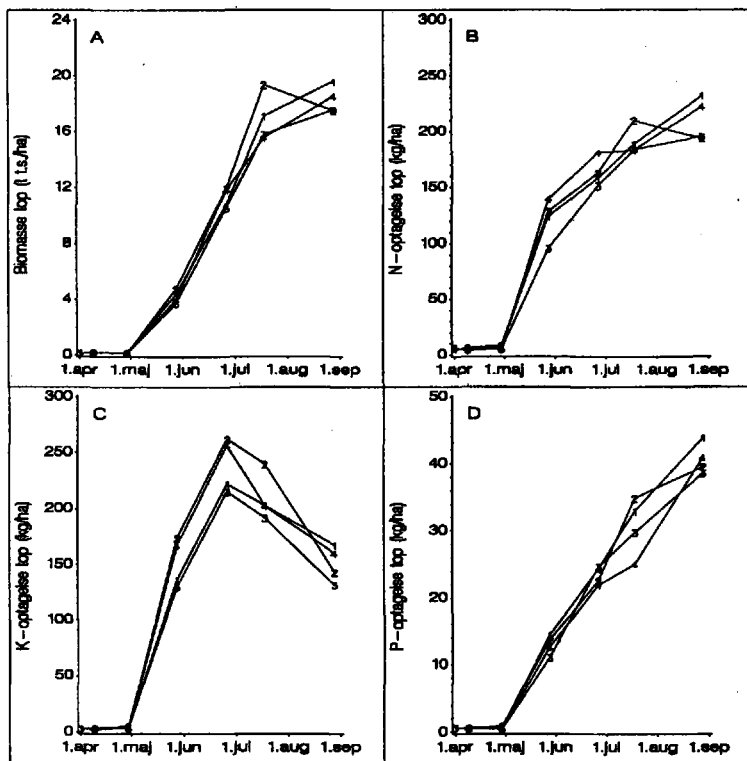 A
Biomasse top (t t.s./ha)
24
20
16
12
8
4
0
1.apr 1.maj 1.jun 1.jul 1.aug 1.sep
B
N-optagelse top (kg/ha)
300
250
200
150
100
50
0
1.apr 1.maj 1.jun 1.jul 1.aug 1.sep
C
K-optagelse top (kg/ha)
300
250
200
150
100
50
0
1.apr 1.maj 1.jun 1.jul 1.aug 1.sep
D
P-optagelse top (kg/ha)
50
40
30
20
10
0
1.apr 1.maj 1.jun 1.jul 1.aug 1.sep